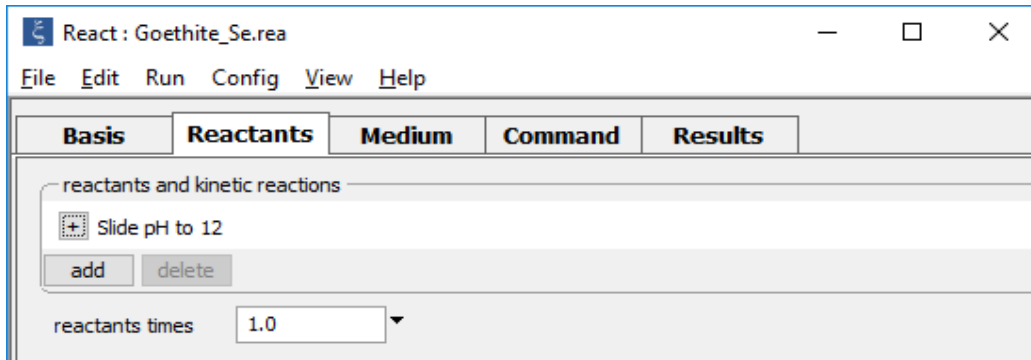 React : Goethite_Se.rea
File Edit Run Config View Help
Basis Reactants Medium Command Results
reactants and kinetic reactions
+ Slide pH to 12
add delete
reactants times 1.0